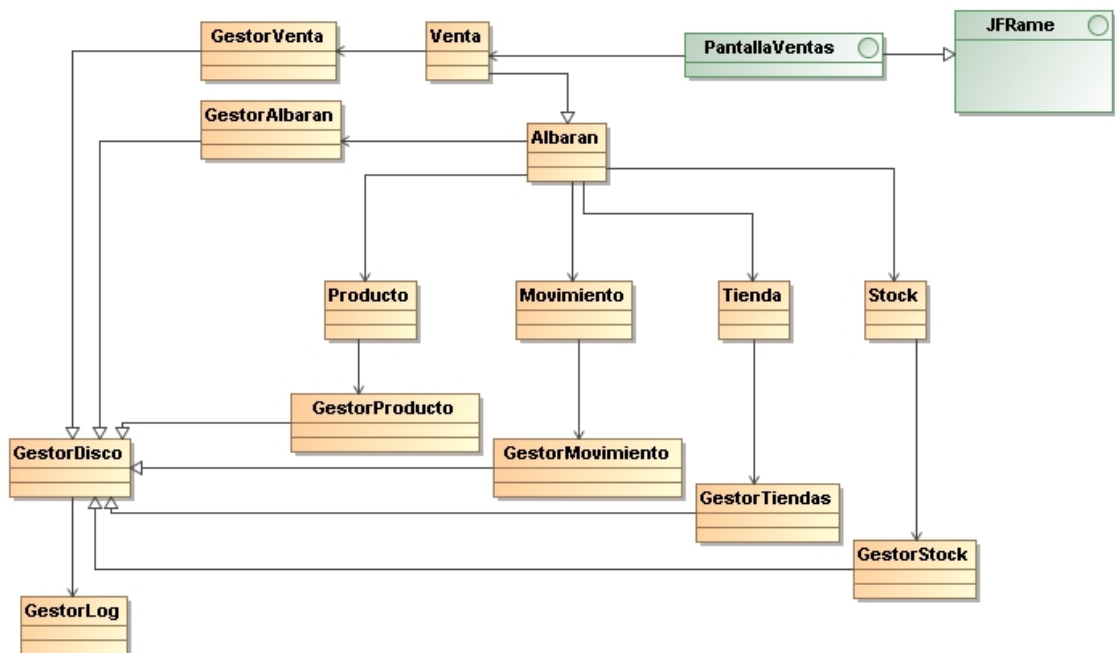 GestorVenta
Venta
PantallaVentas
JFRame
GestorAlbaran
Albaran
Producto
Movimiento
Tienda
Stock
GestorProducto
GestorDisco
GestorMovimiento
GestorTiendas
GestorStock
GestorLog